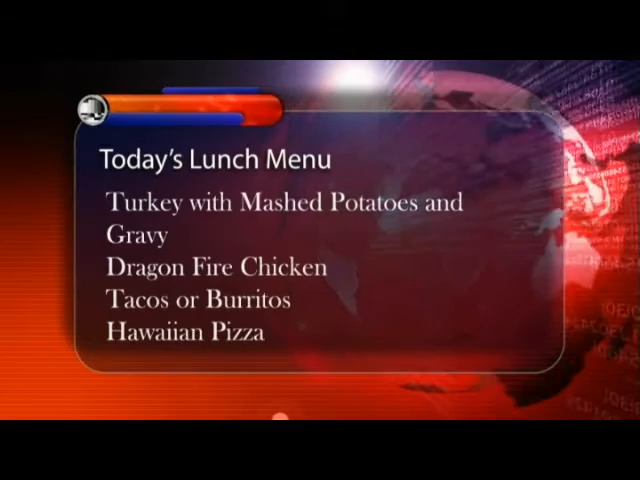 Today's Lunch Menu
Turkey with Mashed Potatoes and
Gravy
Dragon Fire Chicken
Tacos or Burritos
Hawaiian Pizza